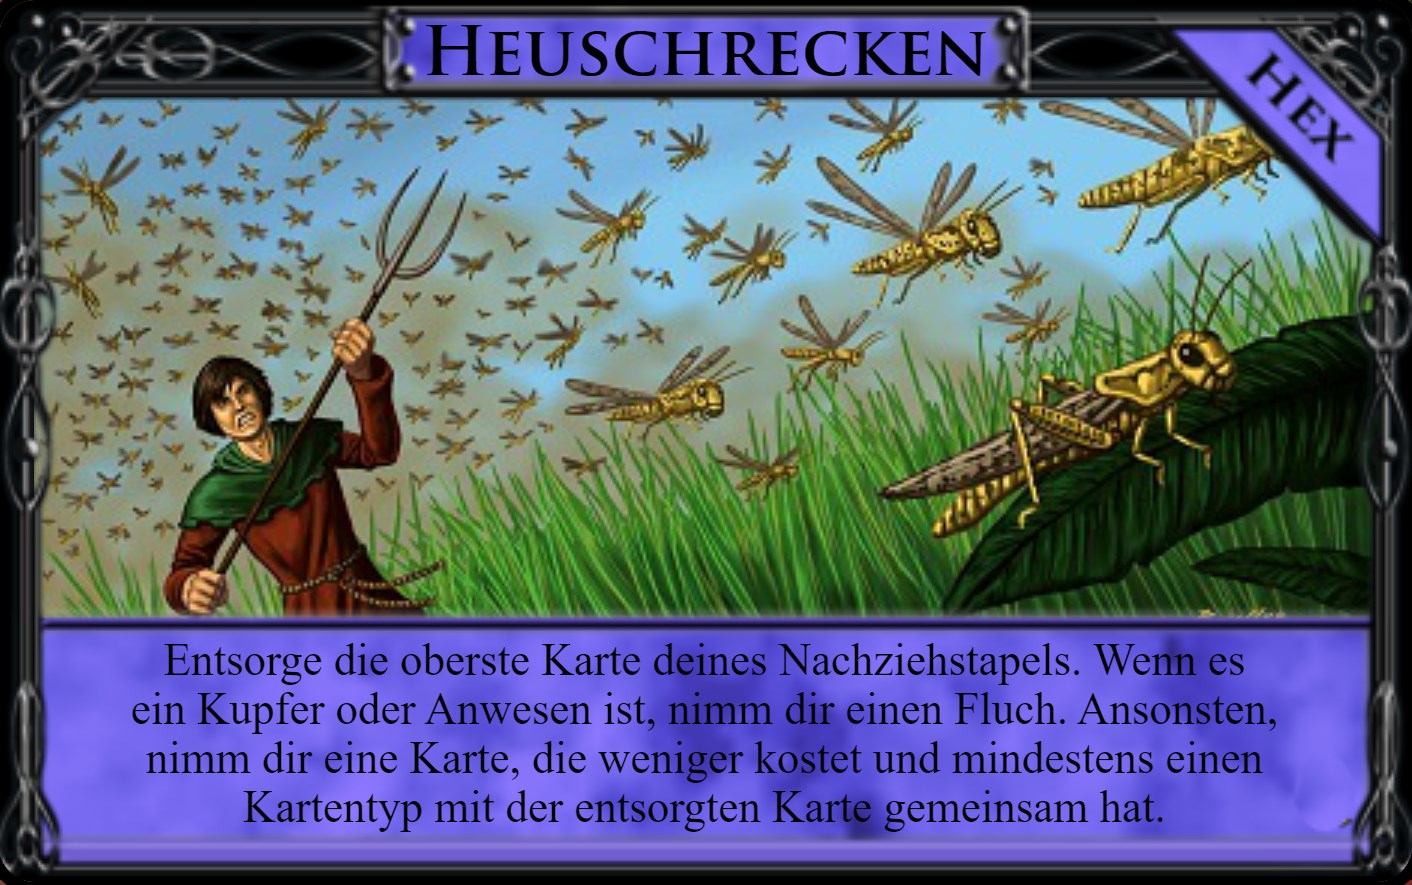 HEUSCHRECKEN
HEX
Entsorge die oberste Karte deines Nachziehstapels. Wenn es
ein Kupfer oder Anwesen ist, nimm dir einen Fluch. Ansonsten,
nimm dir eine Karte, die weniger kostet und mindestens einen
Kartentyp mit der entsorgten Karte gemeinsam hat.